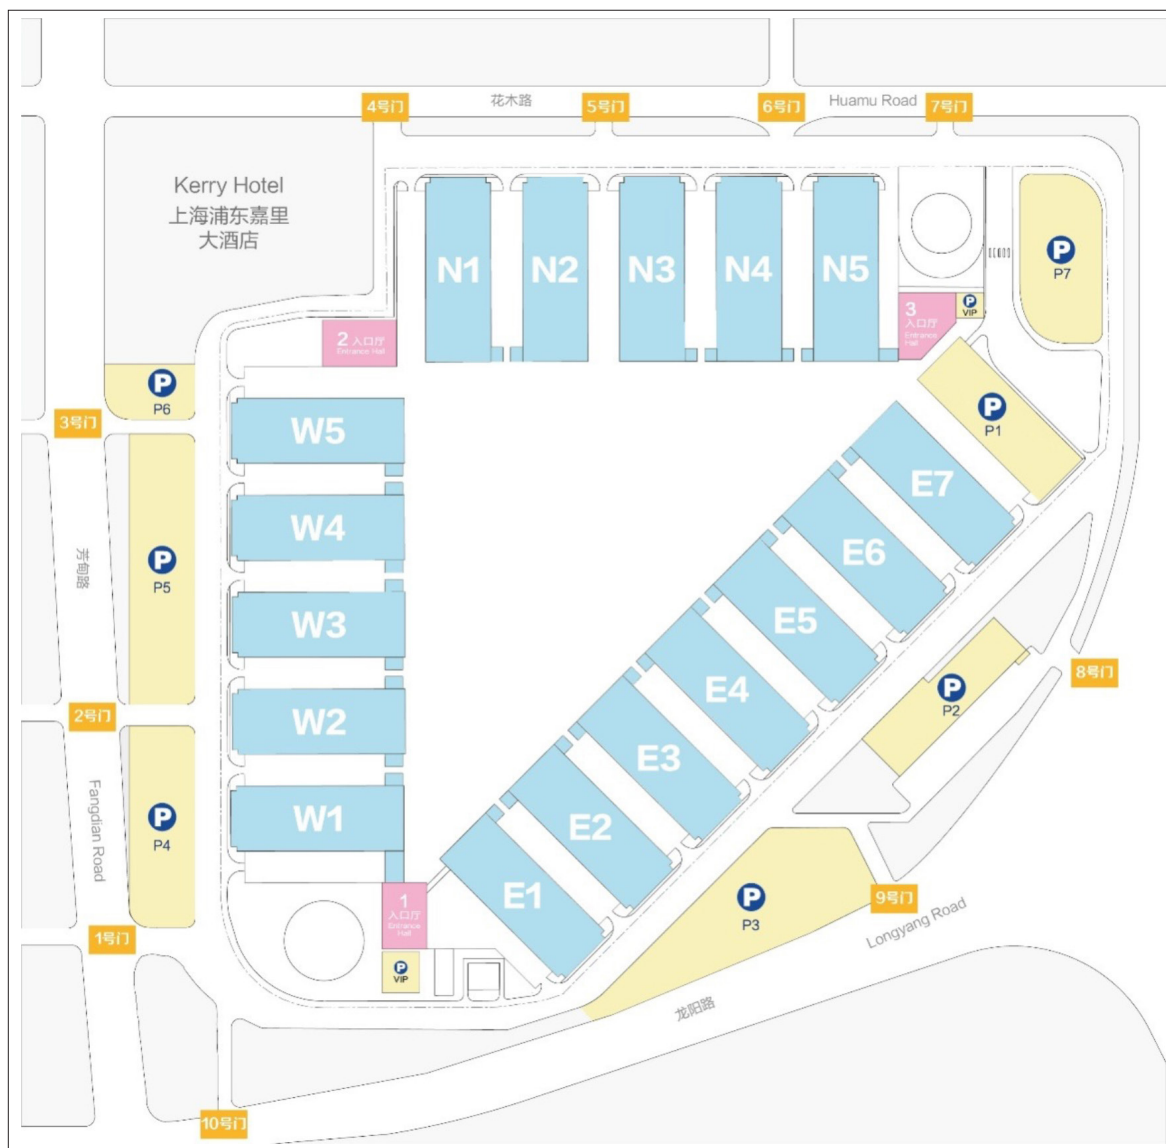 4号门
花木路
5号门
6号门
Huamu Road
7号门
Kerry Hotel
上海浦东嘉里
大酒店
N1
N2
N3
N4
N5
P
P7
2 入口厅
Entrance Hall
3
入口厅
Entrance
Hall
P
VIP
P
P6
3号门
P
P1
W5
W4
W3
W2
W1
E7
E6
E5
E4
E3
E2
E1
芳甸路
P
P5
2号门
Fangdian Road
P
P4
1号门
8号门
P
P2
1
入口厅
Entrance
Hall
P
VIP
P
P3
9号门
Longyang Road
龙阳路
10号门